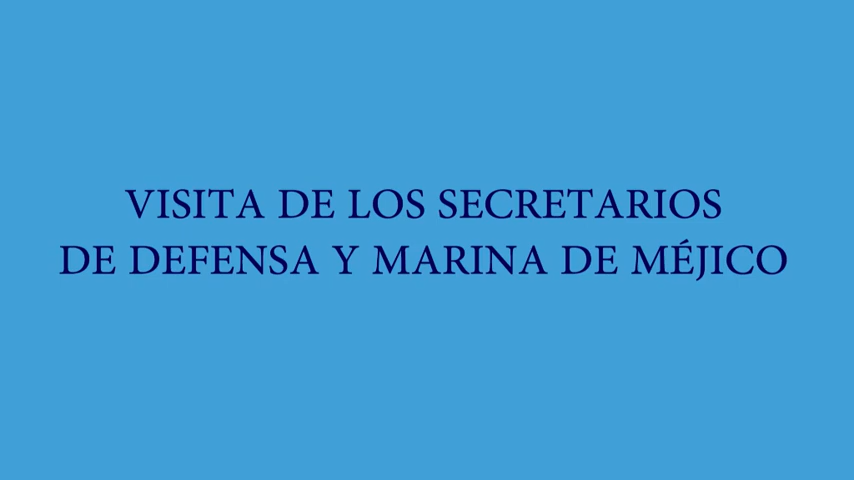 VISITA DE LOS SECRETARIOS
DE DEFENSA Y MARINA DE MÉJICO